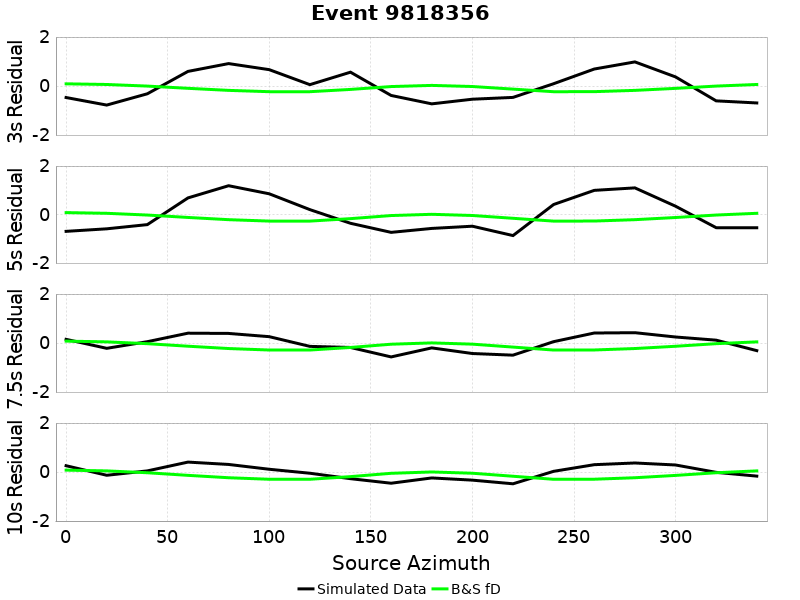 Event 9818356
3s Residual
2
0
-2
5s Residual
2
0
-2
7.5s Residual
2
0
-2
10s Residual
2
0
-2
0 50 100 150 200 250 300
Source Azimuth
Simulated Data B&S fD